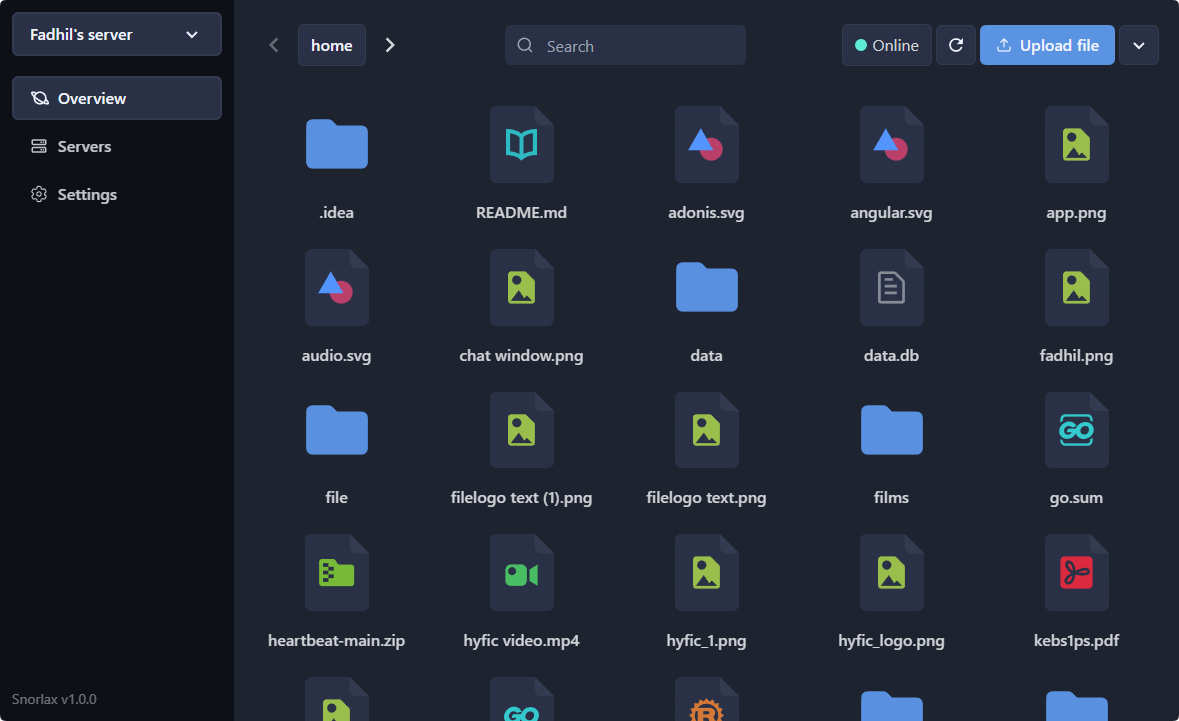 Fadhil's server
home
Search
Online
Upload file
Overview
Servers
Settings
.idea
README.md
adonis.svg
angular.svg
app.png
audio.svg
chat window.png
data
data.db
fadhil.png
file
filelogo text (1).png
filelogo text.png
films
GO
go.sum
heartbeat-main.zip
hyfic video.mp4
hyfic_1.png
hyfic_logo.png
kebs1ps.pdf
GO
R
Snorlax v1.0.0